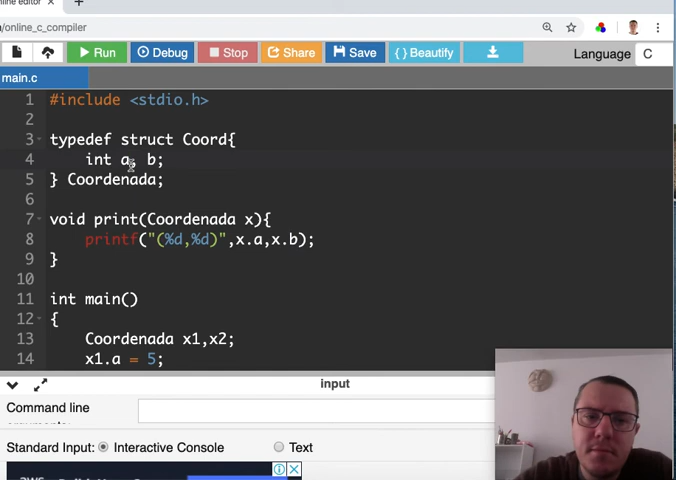 nline editor
/online_c_compiler
Run
Debug
Stop
Share
Save
{ } Beautify
Language C
main.c
1 #include <stdio.h>
2
3 typedef struct Coord{
4 int a, b;
5 } Coordenada;
6
7 void print(Coordenada x){
8 printf("(%d,%d)",x.a,x.b);
9 }
10
11 int main()
12 {
13 Coordenada x1,x2;
14 x1.a = 5;
input
Command line
Standard Input: Interactive Console Text